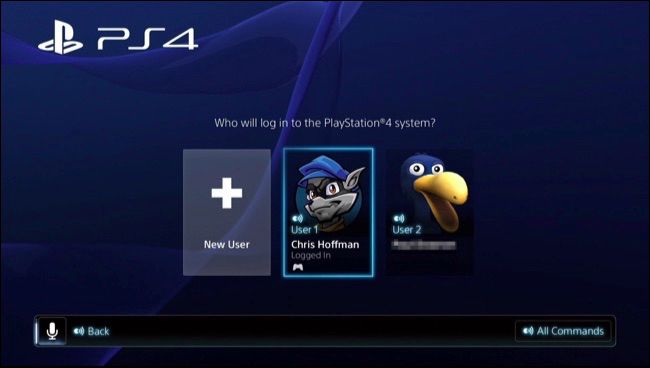 PS4
Who will log in to the PlayStation®4 system?
New User
User 1
Chris Hoffman
Logged In
User 2
Back
All Commands